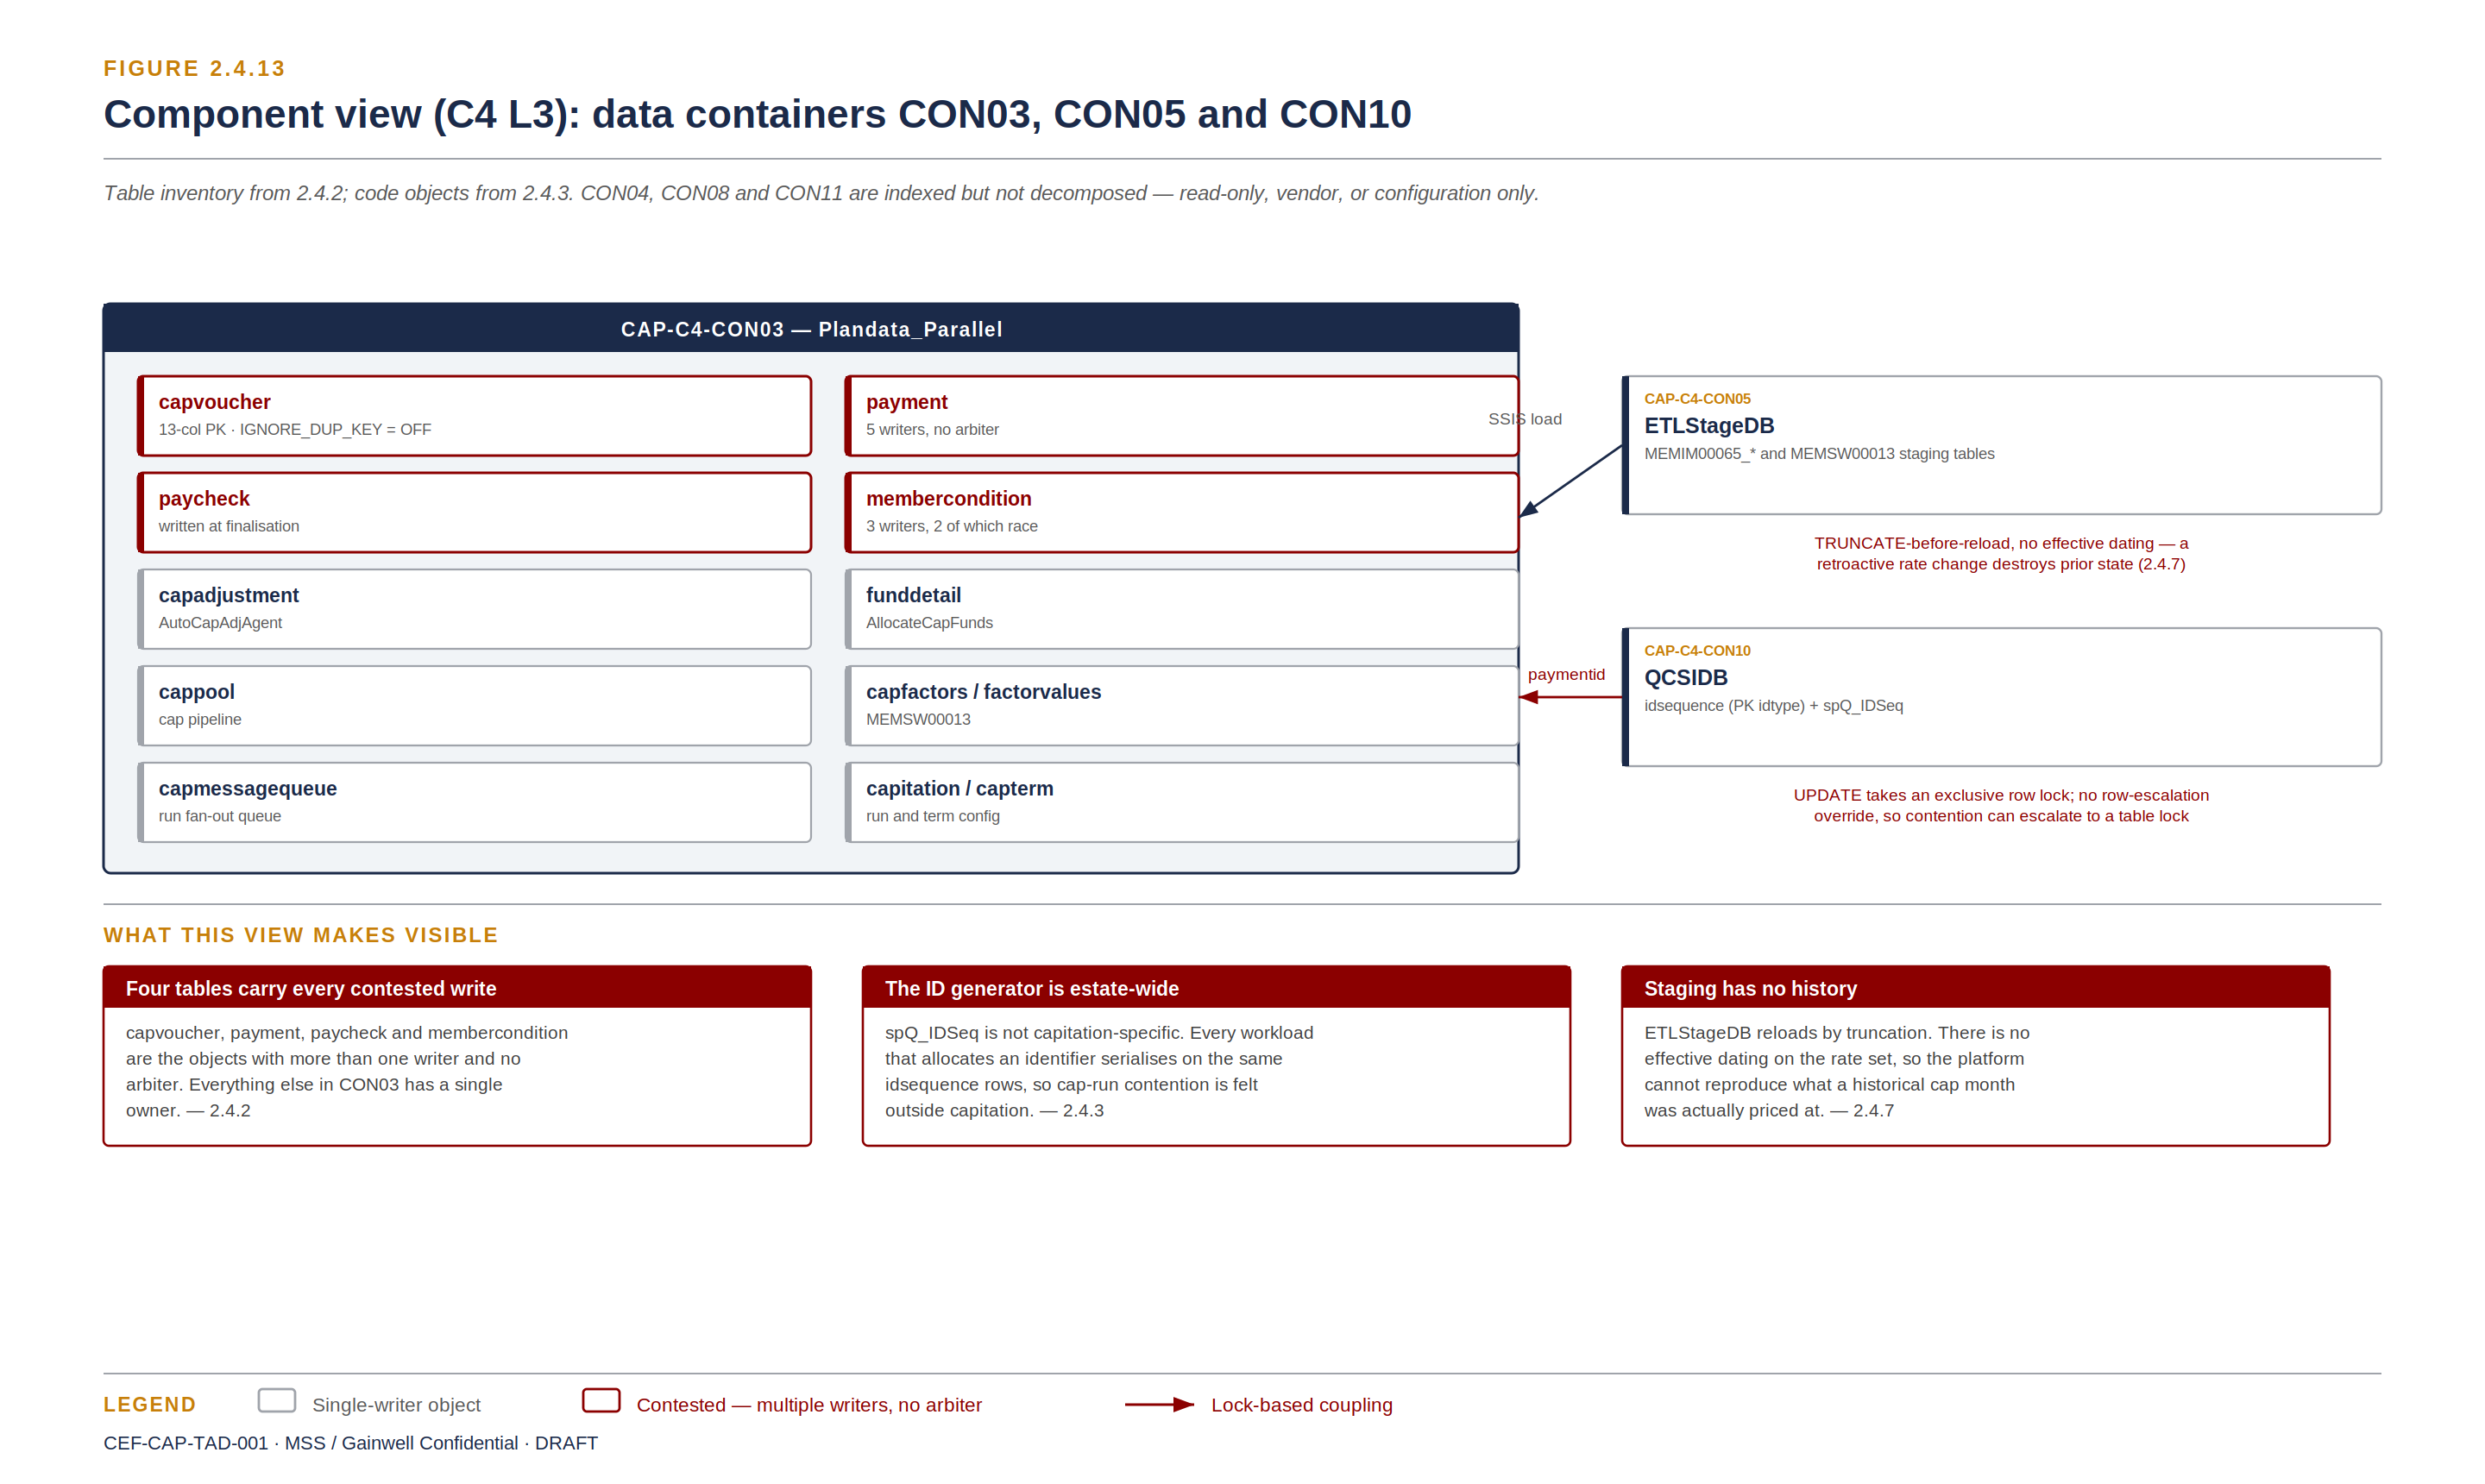 FIGURE 2.4.13
Component view (C4 L3): data containers CON03, CON05 and CON10
Table inventory from 2.4.2; code objects from 2.4.3. CON04, CON08 and CON11 are indexed but not decomposed — read-only, vendor, or configuration only.
CAP-C4-CON03 — Plandata_Parallel
capvoucher
13-col PK · IGNORE_DUP_KEY = OFF
payment
5 writers, no arbiter
paycheck
written at finalisation
membercondition
3 writers, 2 of which race
capadjustment
AutoCapAdjAgent
funddetail
AllocateCapFunds
cappool
cap pipeline
capfactors / factorvalues
MEMSW00013
capmessagequeue
run fan-out queue
capitation / capterm
run and term config
SSIS load
CAP-C4-CON05
ETLStageDB
MEMIM00065_* and MEMSW00013 staging tables
TRUNCATE-before-reload, no effective dating — a
retroactive rate change destroys prior state (2.4.7)
paymentid
CAP-C4-CON10
QCSIDB
idsequence (PK idtype) + spQ_IDSeq
UPDATE takes an exclusive row lock; no row-escalation
override, so contention can escalate to a table lock
WHAT THIS VIEW MAKES VISIBLE
Four tables carry every contested write
capvoucher, payment, paycheck and membercondition
are the objects with more than one writer and no
arbiter. Everything else in CON03 has a single
owner. — 2.4.2
The ID generator is estate-wide
spQ_IDSeq is not capitation-specific. Every workload
that allocates an identifier serialises on the same
idsequence rows, so cap-run contention is felt
outside capitation. — 2.4.3
Staging has no history
ETLStageDB reloads by truncation. There is no
effective dating on the rate set, so the platform
cannot reproduce what a historical cap month
was actually priced at. — 2.4.7
LEGEND
Single-writer object
Contested — multiple writers, no arbiter
Lock-based coupling
CEF-CAP-TAD-001 · MSS / Gainwell Confidential · DRAFT